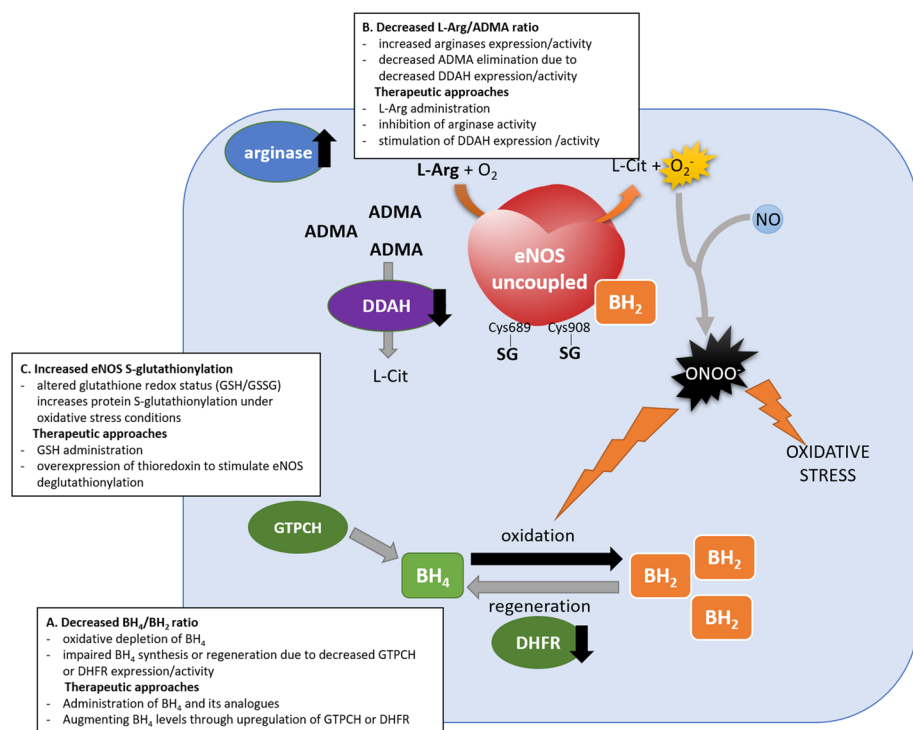 B. Decreased L-Arg/ADMA ratio
- increased arginases expression/activity
- decreased ADMA elimination due to
decreased DDAH expression/activity
Therapeutic approaches
- L-Arg administration
- inhibition of arginase activity
- stimulation of DDAH expression /activity
arginase
L-Arg + O₂
L-Cit + O₂⁻
NO
ADMA
ADMA
ADMA
eNOS
uncoupled
BH₂
DDAH
Cys689
Cys908
SG
SG
L-Cit
ONOO⁻
OXIDATIVE
STRESS
C. Increased eNOS S-glutathionylation
- altered glutathione redox status (GSH/GSSG)
increases protein S-glutathionylation under
oxidative stress conditions
Therapeutic approaches
- GSH administration
- overexpression of thioredoxin to stimulate eNOS
deglutathionylation
GTPCH
oxidation
BH₄
BH₂
BH₂
BH₂
regeneration
DHFR
A. Decreased BH₄/BH₂ ratio
- oxidative depletion of BH₄
- impaired BH₄ synthesis or regeneration due to decreased GTPCH
or DHFR expression/activity
Therapeutic approaches
- Administration of BH₄ and its analogues
- Augmenting BH₄ levels through upregulation of GTPCH or DHFR